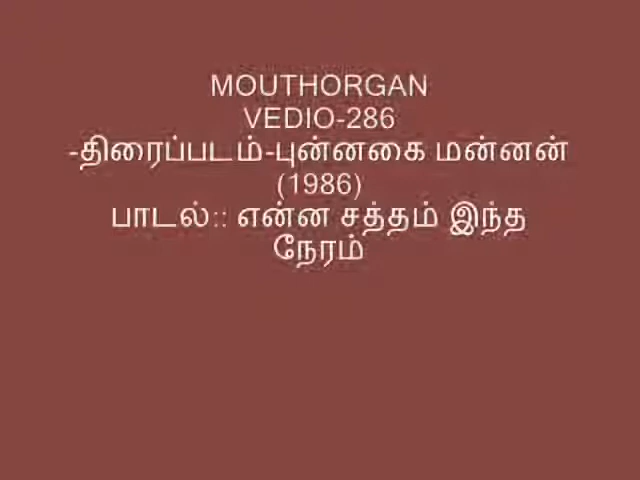 MOUTHORGAN
VEDIO-286
-திரைப்படம்-புன்னகை மன்னன்
(1986)
பாடல்:: என்ன சத்தம் இந்த
நேரம்